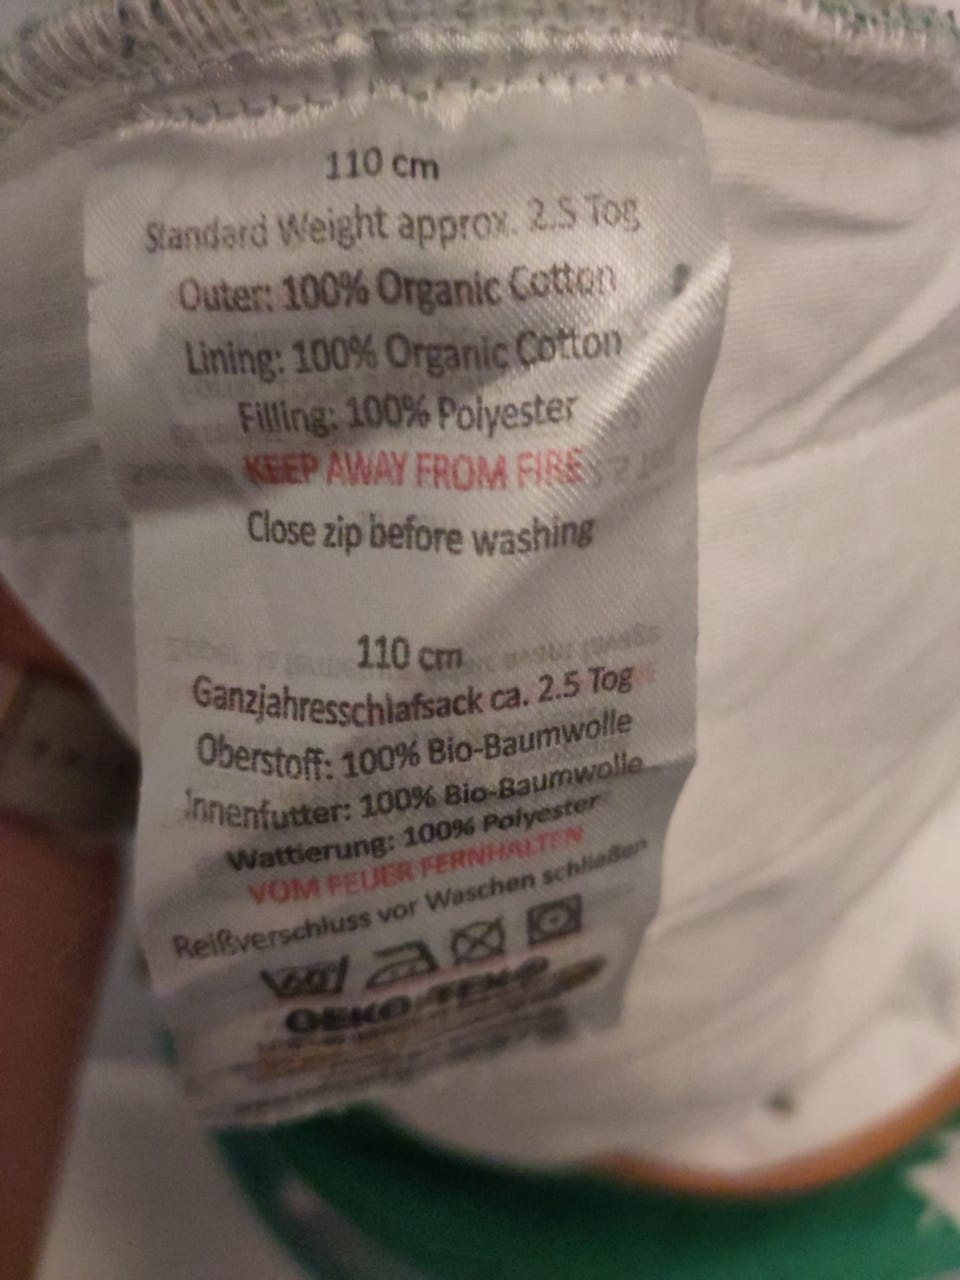 110 cm
Standard Weight approx. 2.5 Tog
Outer: 100% Organic Cotton
Lining: 100% Organic Cotton
Filling: 100% Polyester
KEEP AWAY FROM FIRE
Close zip before washing
110 cm
Ganzjahresschlafsack ca. 2.5 Tog
Oberstoff: 100% Bio-Baumwolle
Innenfutter: 100% Bio-Baumwolle
Wattierung: 100% Polyester
VOM FEUER FERNHALTEN
Reißverschluss vor Waschen schließen
60
OEKO-TEX